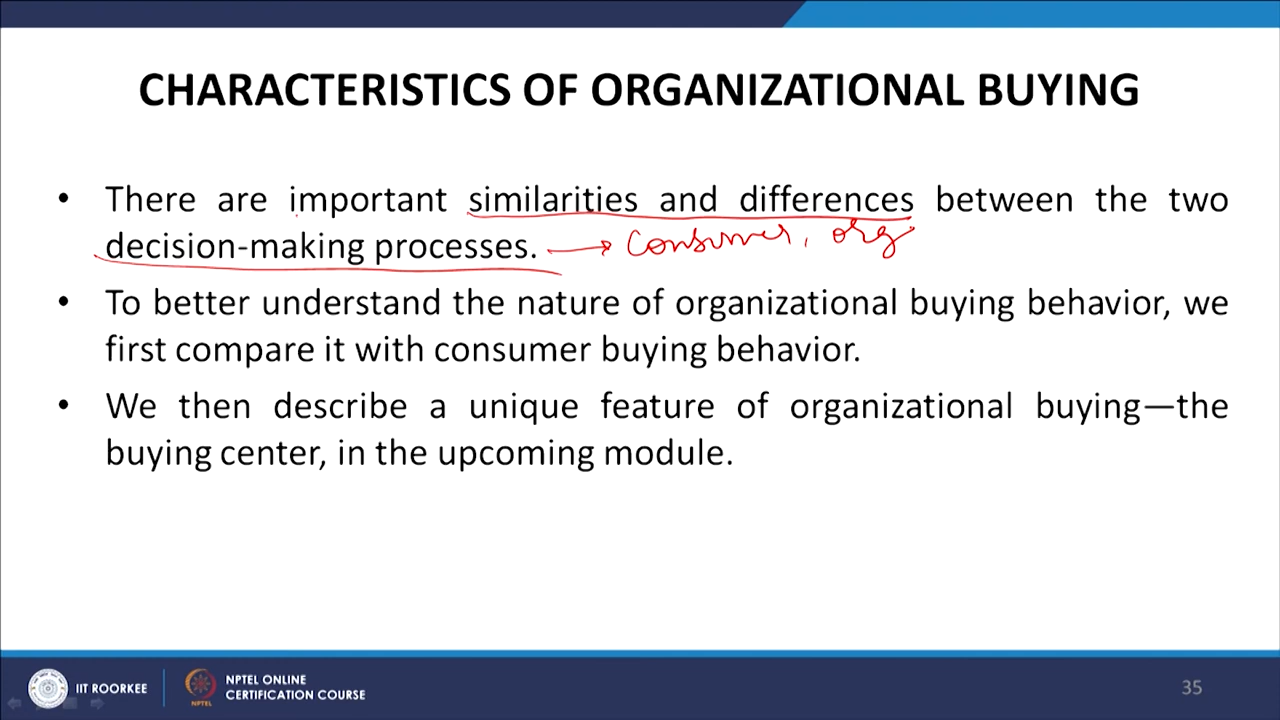 CHARACTERISTICS OF ORGANIZATIONAL BUYING
• There are important similarities and differences between the two
decision-making processes. → Consumer, org
• To better understand the nature of organizational buying behavior, we
first compare it with consumer buying behavior.
• We then describe a unique feature of organizational buying—the
buying center, in the upcoming module.
IIT ROORKEE
NPTEL ONLINE
CERTIFICATION COURSE
NPTEL
35